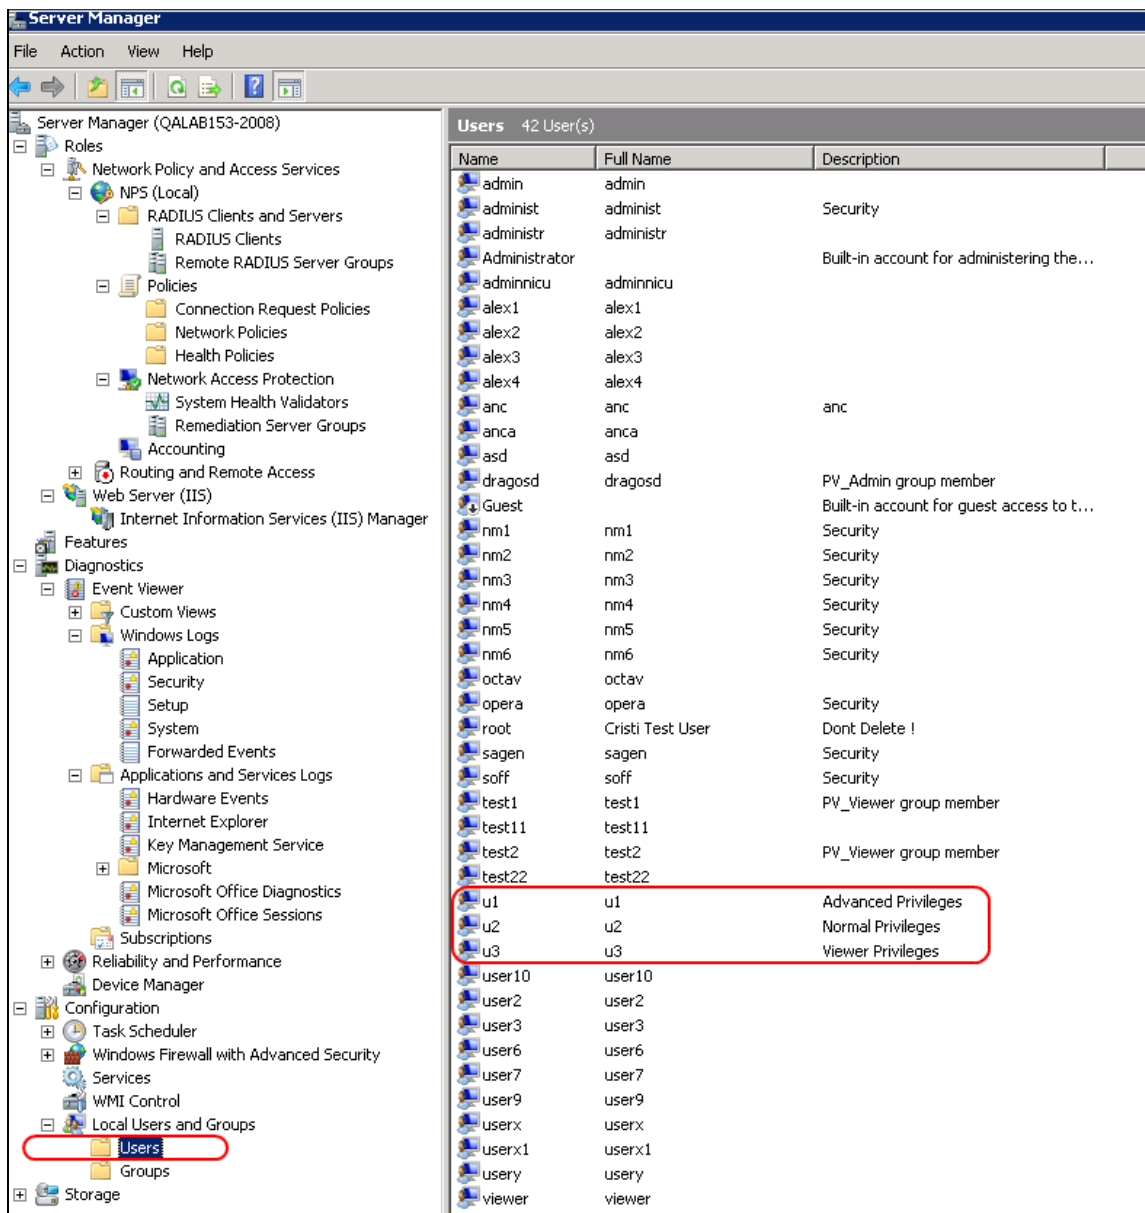 Server Manager
File Action View Help
Server Manager (QALAB153-2008)
Roles
Network Policy and Access Services
NPS (Local)
RADIUS Clients and Servers
RADIUS Clients
Remote RADIUS Server Groups
Policies
Connection Request Policies
Network Policies
Health Policies
Network Access Protection
System Health Validators
Remediation Server Groups
Accounting
Routing and Remote Access
Web Server (IIS)
Internet Information Services (IIS) Manager
Features
Diagnostics
Event Viewer
Custom Views
Windows Logs
Application
Security
Setup
System
Forwarded Events
Applications and Services Logs
Hardware Events
Internet Explorer
Key Management Service
Microsoft
Microsoft Office Diagnostics
Microsoft Office Sessions
Subscriptions
Reliability and Performance
Device Manager
Configuration
Task Scheduler
Windows Firewall with Advanced Security
Services
WMI Control
Local Users and Groups
Users
Groups
Storage
Users 42 User(s)
Name Full Name Description
admin admin
administ administ Security
administr administr
Administrator Built-in account for administering the...
adminnicu adminnicu
alex1 alex1
alex2 alex2
alex3 alex3
alex4 alex4
anc anc anc
anca anca
asd asd
dragosd dragosd PV_Admin group member
Guest Built-in account for guest access to t...
nm1 nm1 Security
nm2 nm2 Security
nm3 nm3 Security
nm4 nm4 Security
nm5 nm5 Security
nm6 nm6 Security
octav octav
opera opera Security
root Cristi Test User Dont Delete !
sagen sagen Security
soff soff Security
test1 test1 PV_Viewer group member
test11 test11
test2 test2 PV_Viewer group member
test22 test22
u1 u1 Advanced Privileges
u2 u2 Normal Privileges
u3 u3 Viewer Privileges
user10 user10
user2 user2
user3 user3
user6 user6
user7 user7
user9 user9
userx userx
userx1 userx1
usery usery
viewer viewer